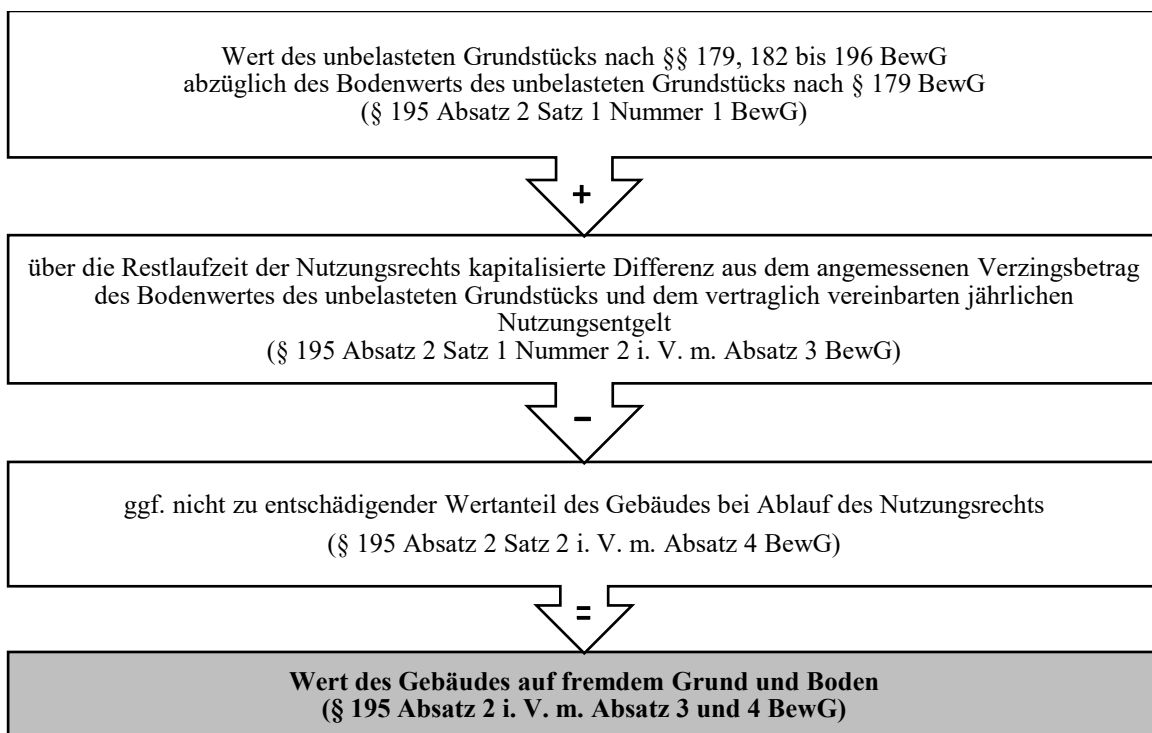 Wert des unbelasteten Grundstücks nach §§ 179, 182 bis 196 BewG
abzüglich des Bodenwerts des unbelasteten Grundstücks nach § 179 BewG
(§ 195 Absatz 2 Satz 1 Nummer 1 BewG)
+
über die Restlaufzeit der Nutzungsrechts kapitalisierte Differenz aus dem angemessenen Verzingsbetrag
des Bodenwertes des unbelasteten Grundstücks und dem vertraglich vereinbarten jährlichen
Nutzungsentgelt
(§ 195 Absatz 2 Satz 1 Nummer 2 i. V. m. Absatz 3 BewG)
–
ggf. nicht zu entschädigender Wertanteil des Gebäudes bei Ablauf des Nutzungsrechts
(§ 195 Absatz 2 Satz 2 i. V. m. Absatz 4 BewG)
=
Wert des Gebäudes auf fremdem Grund und Boden
(§ 195 Absatz 2 i. V. m. Absatz 3 und 4 BewG)